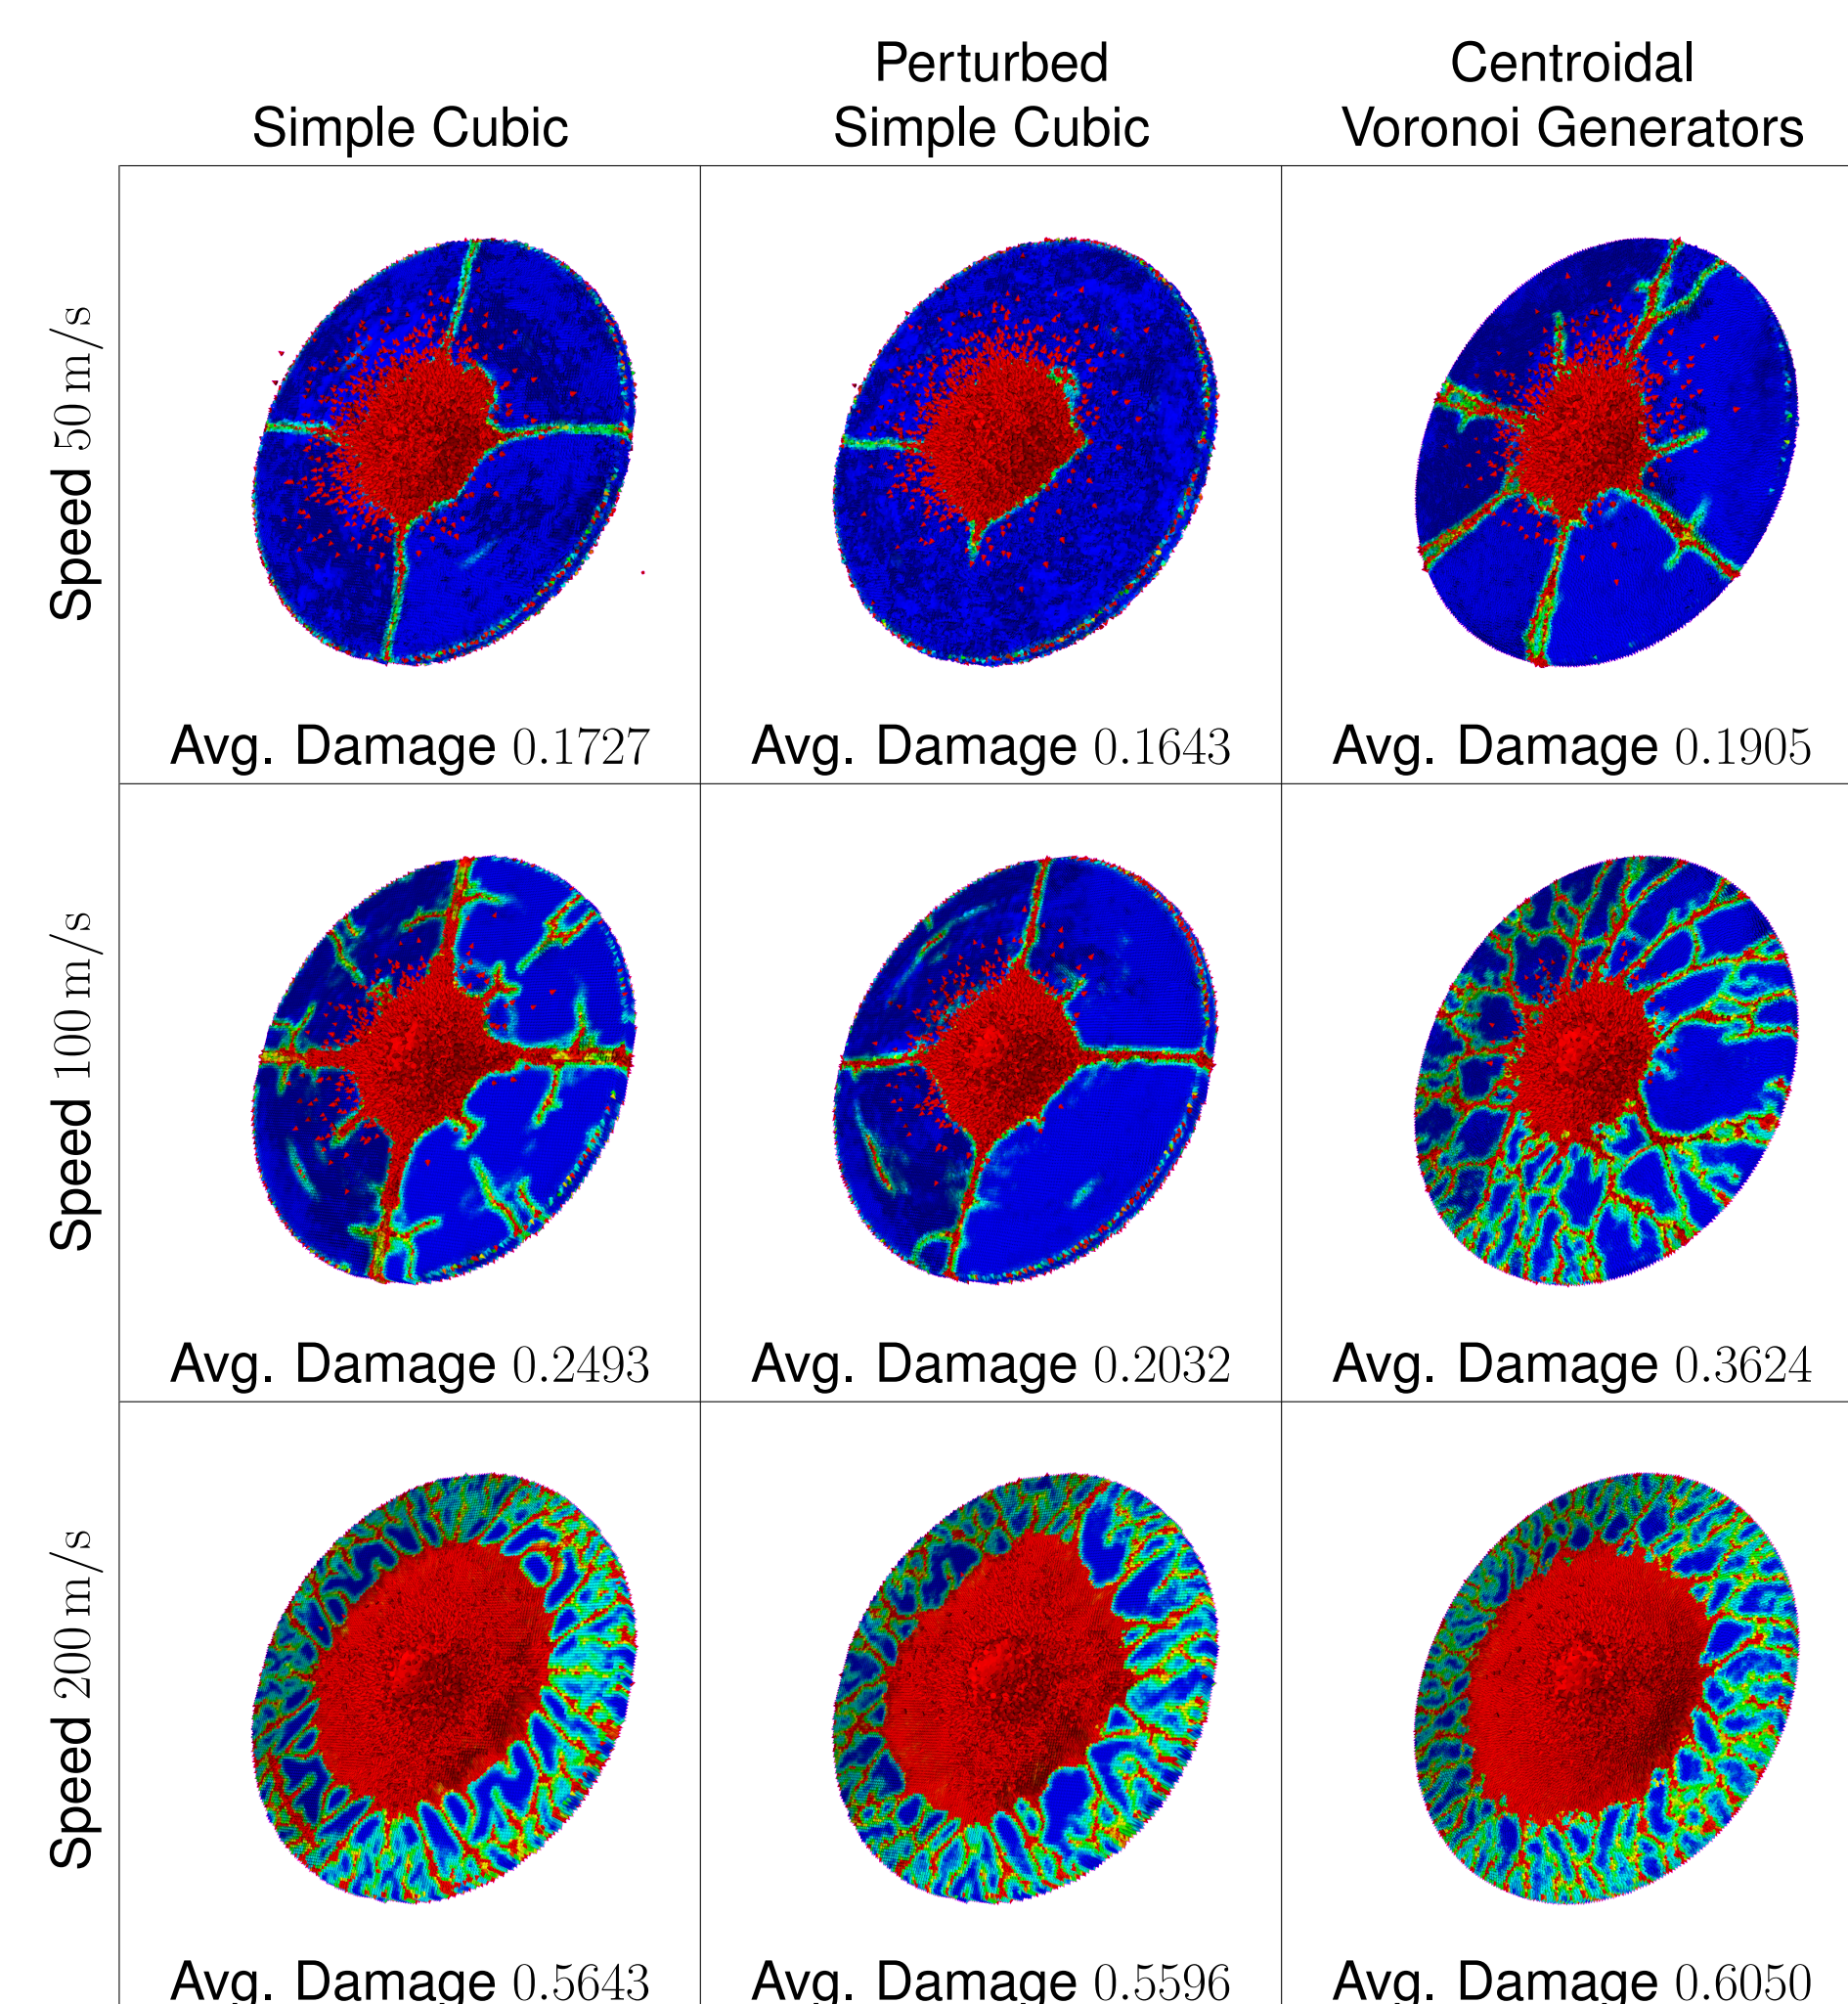 Simple Cubic
Perturbed
Simple Cubic
Centroidal
Voronoi Generators
Speed 50 m/s
Avg. Damage 0.1727
Avg. Damage 0.1643
Avg. Damage 0.1905
Speed 100 m/s
Avg. Damage 0.2493
Avg. Damage 0.2032
Avg. Damage 0.3624
Speed 200 m/s
Avg. Damage 0.5643
Avg. Damage 0.5596
Avg. Damage 0.6050